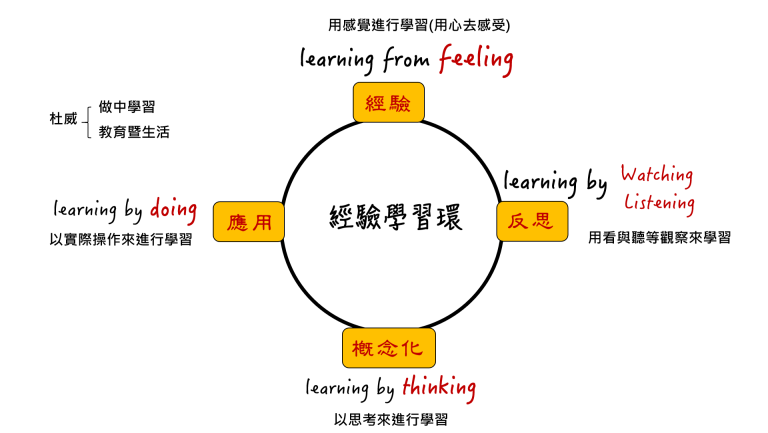 用感覺進行學習(用心去感受)
learning from feeling
經驗
杜威
做中學習
教育暨生活
learning by doing
以實際操作來進行學習
應用
經驗學習環
learning by Watching
Listening
反思
用看與聽等觀察來學習
概念化
learning by thinking
以思考來進行學習